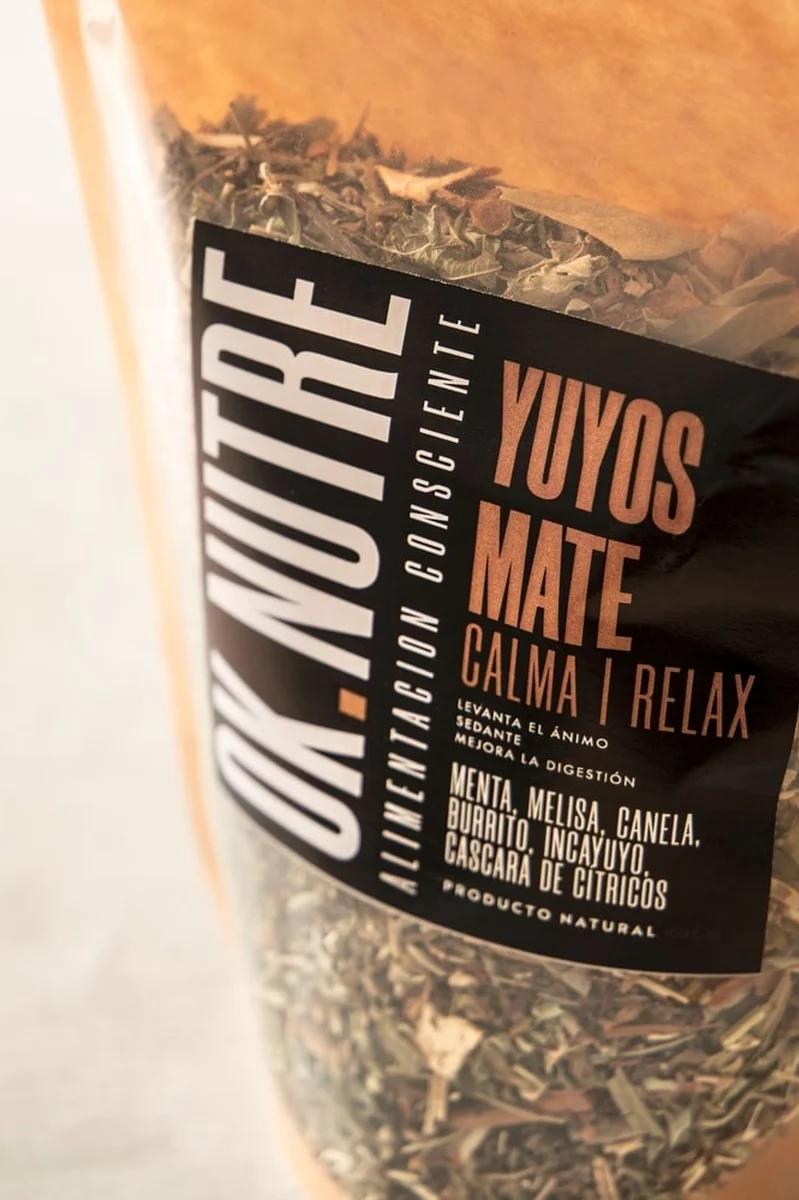 OK.NUTRE
ALIMENTACION CONSCIENTE
YUYOS
MATE
CALMA | RELAX
LEVANTA EL ÁNIMO
SEDANTE
MEJORA LA DIGESTIÓN
MENTA, MELISA, CANELA,
BURRITO, INCAYUYO,
CASCARA DE CÍTRICOS
PRODUCTO NATURAL